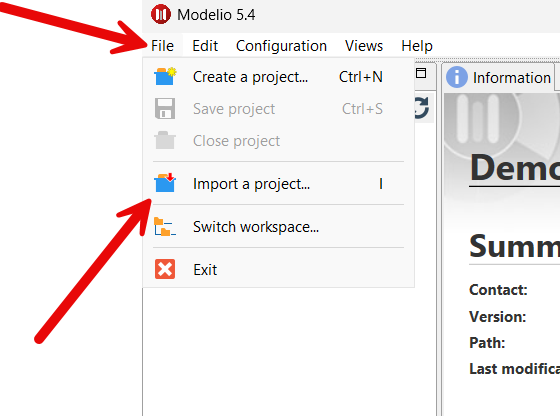 Modelio 5.4
File Edit Configuration Views Help
Create a project... Ctrl+N
Save project Ctrl+S
Close project
Import a project... I
Switch workspace...
Exit
Information
Demo
Summ
Contact:
Version:
Path:
Last modifica